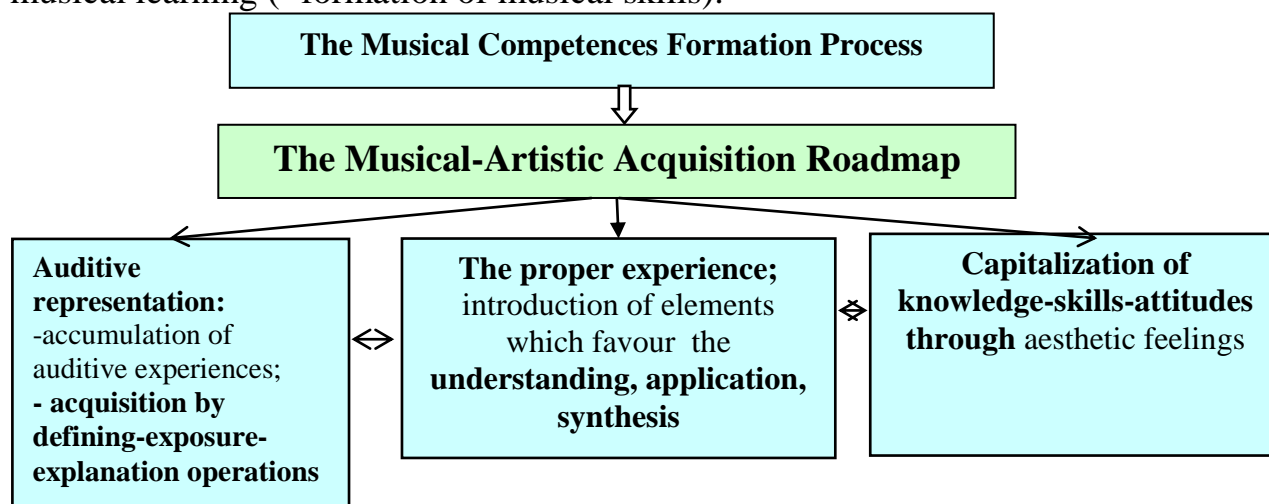 musical learning (- formation of musical skills).
The Musical Competences Formation Process
The Musical-Artistic Acquisition Roadmap
Auditive
representation:
-accumulation of
auditive experiences;
- acquisition by
defining-exposure-
explanation operations
The proper experience;
introduction of elements
which favour the
understanding, application,
synthesis
Capitalization of
knowledge-skills-attitudes
through aesthetic feelings